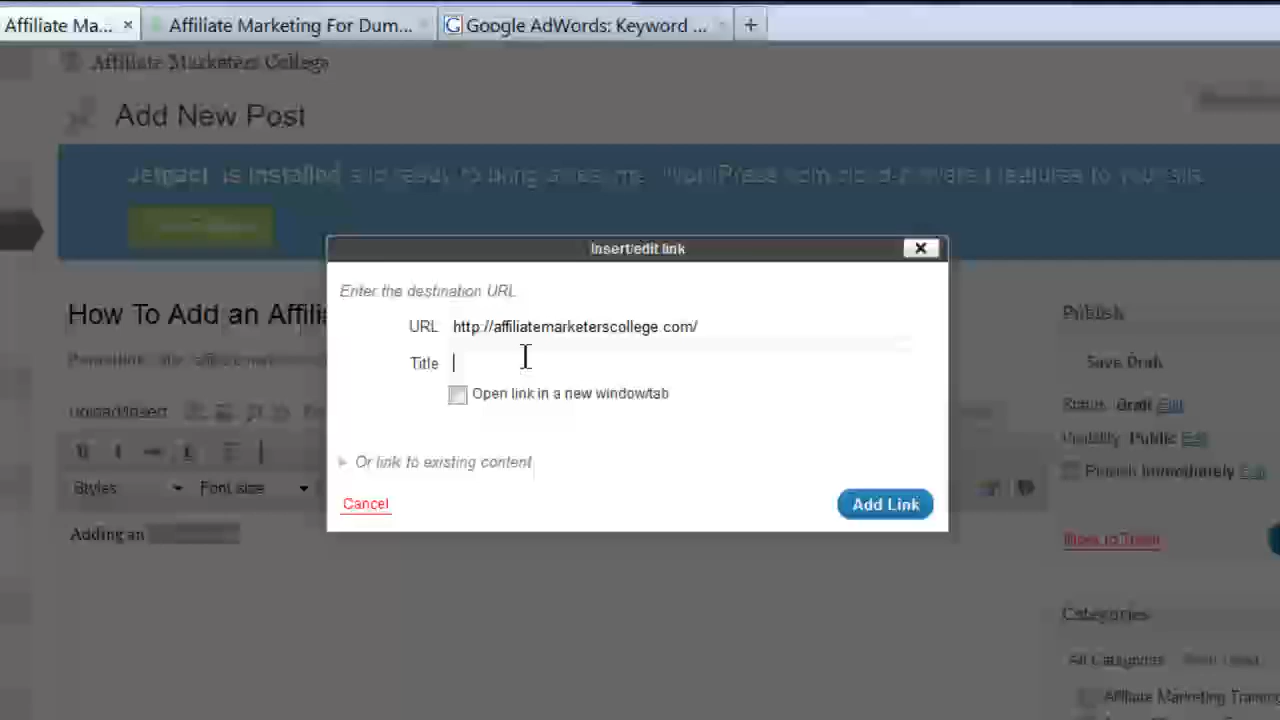 Affiliate Ma... × Affiliate Marketing For Dum... Google AdWords: Keyword ... +
Affiliate Marketers College
Add New Post
Jetpack is installed and ready to bring awesome, WordPress.com cloud-powered features to your site.
Insert/edit link
Enter the destination URL
How To Add an Affili
Publish
URL http://affiliatemarketerscollege.com/
Title
Save Draft
Open link in a new window/tab
Upload/Insert
Status: Draft Edit
Visibility: Public Edit
Or link to existing content
Publish immediately Edit
Styles Font size
Cancel Add Link
Adding an
Move to Trash
Categories
All Categories
Affiliate Marketing Training